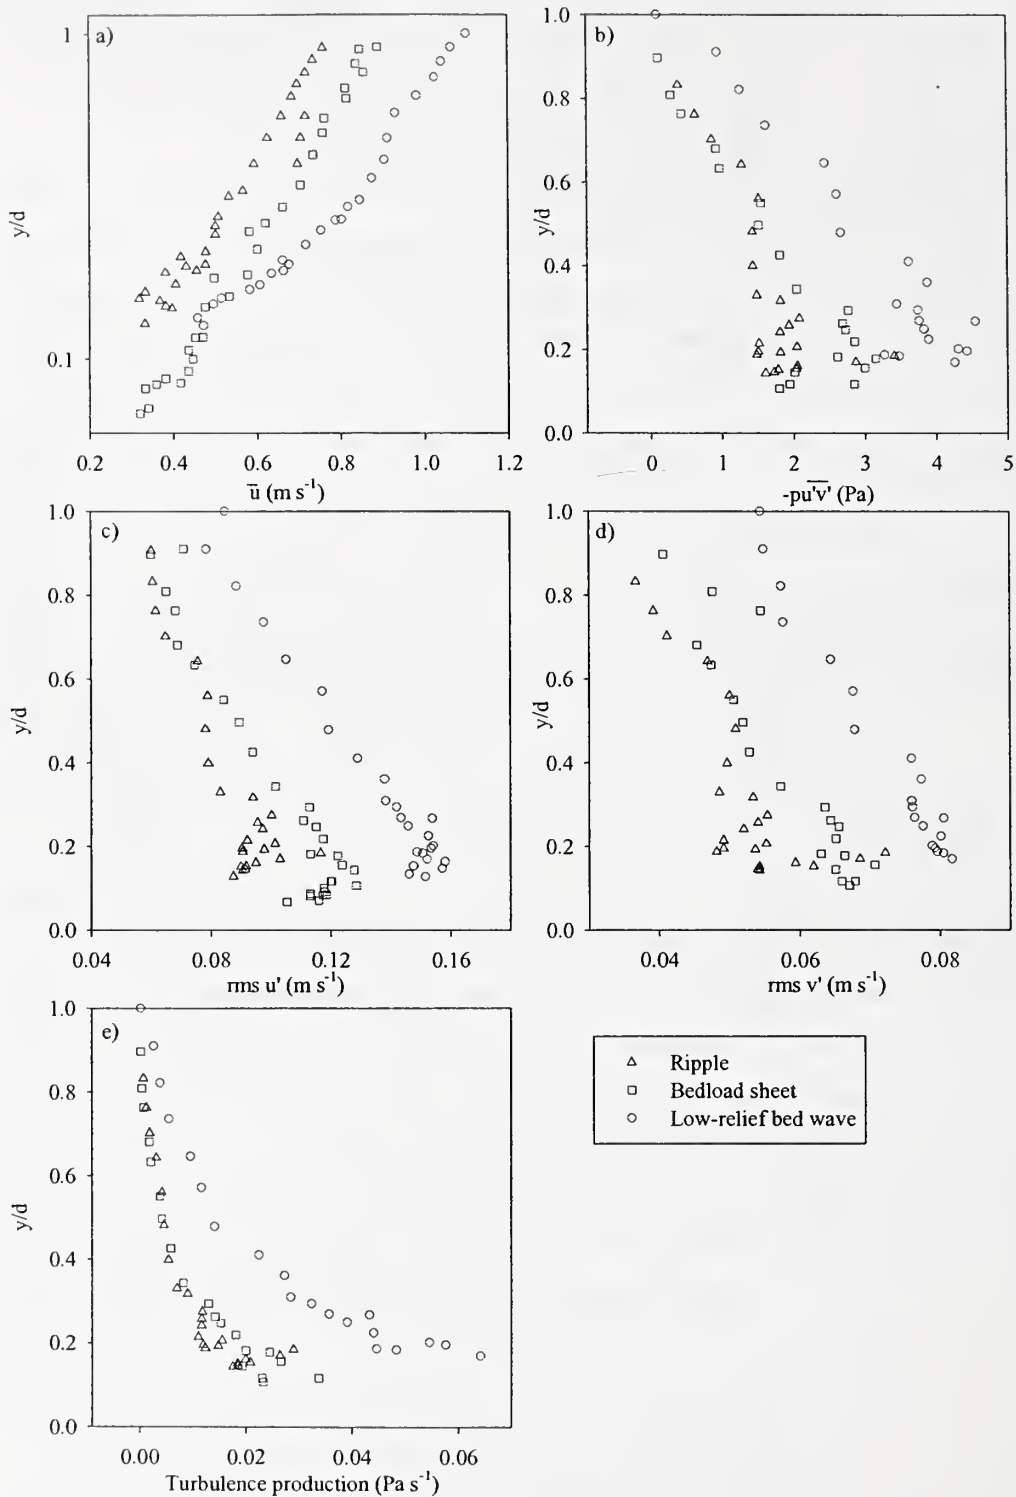 a)
1
0.1
y/d
0.2 0.4 0.6 0.8 1.0 1.2
u̅ (m s⁻¹)
b)
1.0
0.8
0.6
0.4
0.2
0.0
y/d
0 1 2 3 4 5
-pu'v' (Pa)
c)
1.0
0.8
0.6
0.4
0.2
0.0
y/d
0.04 0.08 0.12 0.16
rms u' (m s⁻¹)
d)
1.0
0.8
0.6
0.4
0.2
0.0
y/d
0.04 0.06 0.08
rms v' (m s⁻¹)
e)
1.0
0.8
0.6
0.4
0.2
0.0
y/d
0.00 0.02 0.04 0.06
Turbulence production (Pa s⁻¹)
Ripple
Bedload sheet
Low-relief bed wave